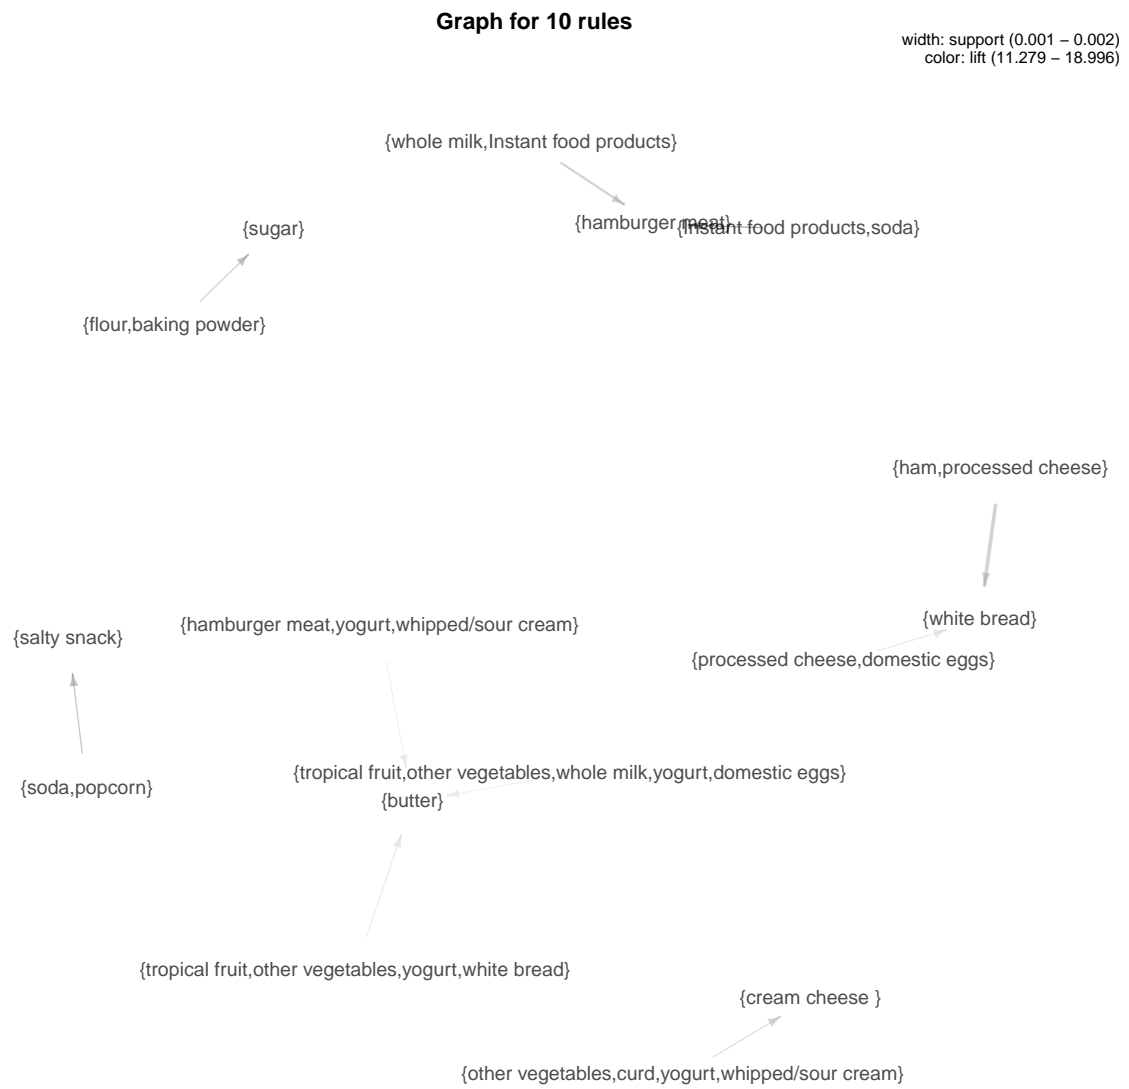 Graph for 10 rules
width: support (0.001 − 0.002)
color: lift (11.279 − 18.996)
{whole milk,Instant food products}
{hamburger meat}
{Instant food products,soda}
{sugar}
{flour,baking powder}
{ham,processed cheese}
{white bread}
{hamburger meat,yogurt,whipped/sour cream}
{salty snack}
{processed cheese,domestic eggs}
{tropical fruit,other vegetables,whole milk,yogurt,domestic eggs}
{soda,popcorn}
{butter}
{tropical fruit,other vegetables,yogurt,white bread}
{cream cheese }
{other vegetables,curd,yogurt,whipped/sour cream}